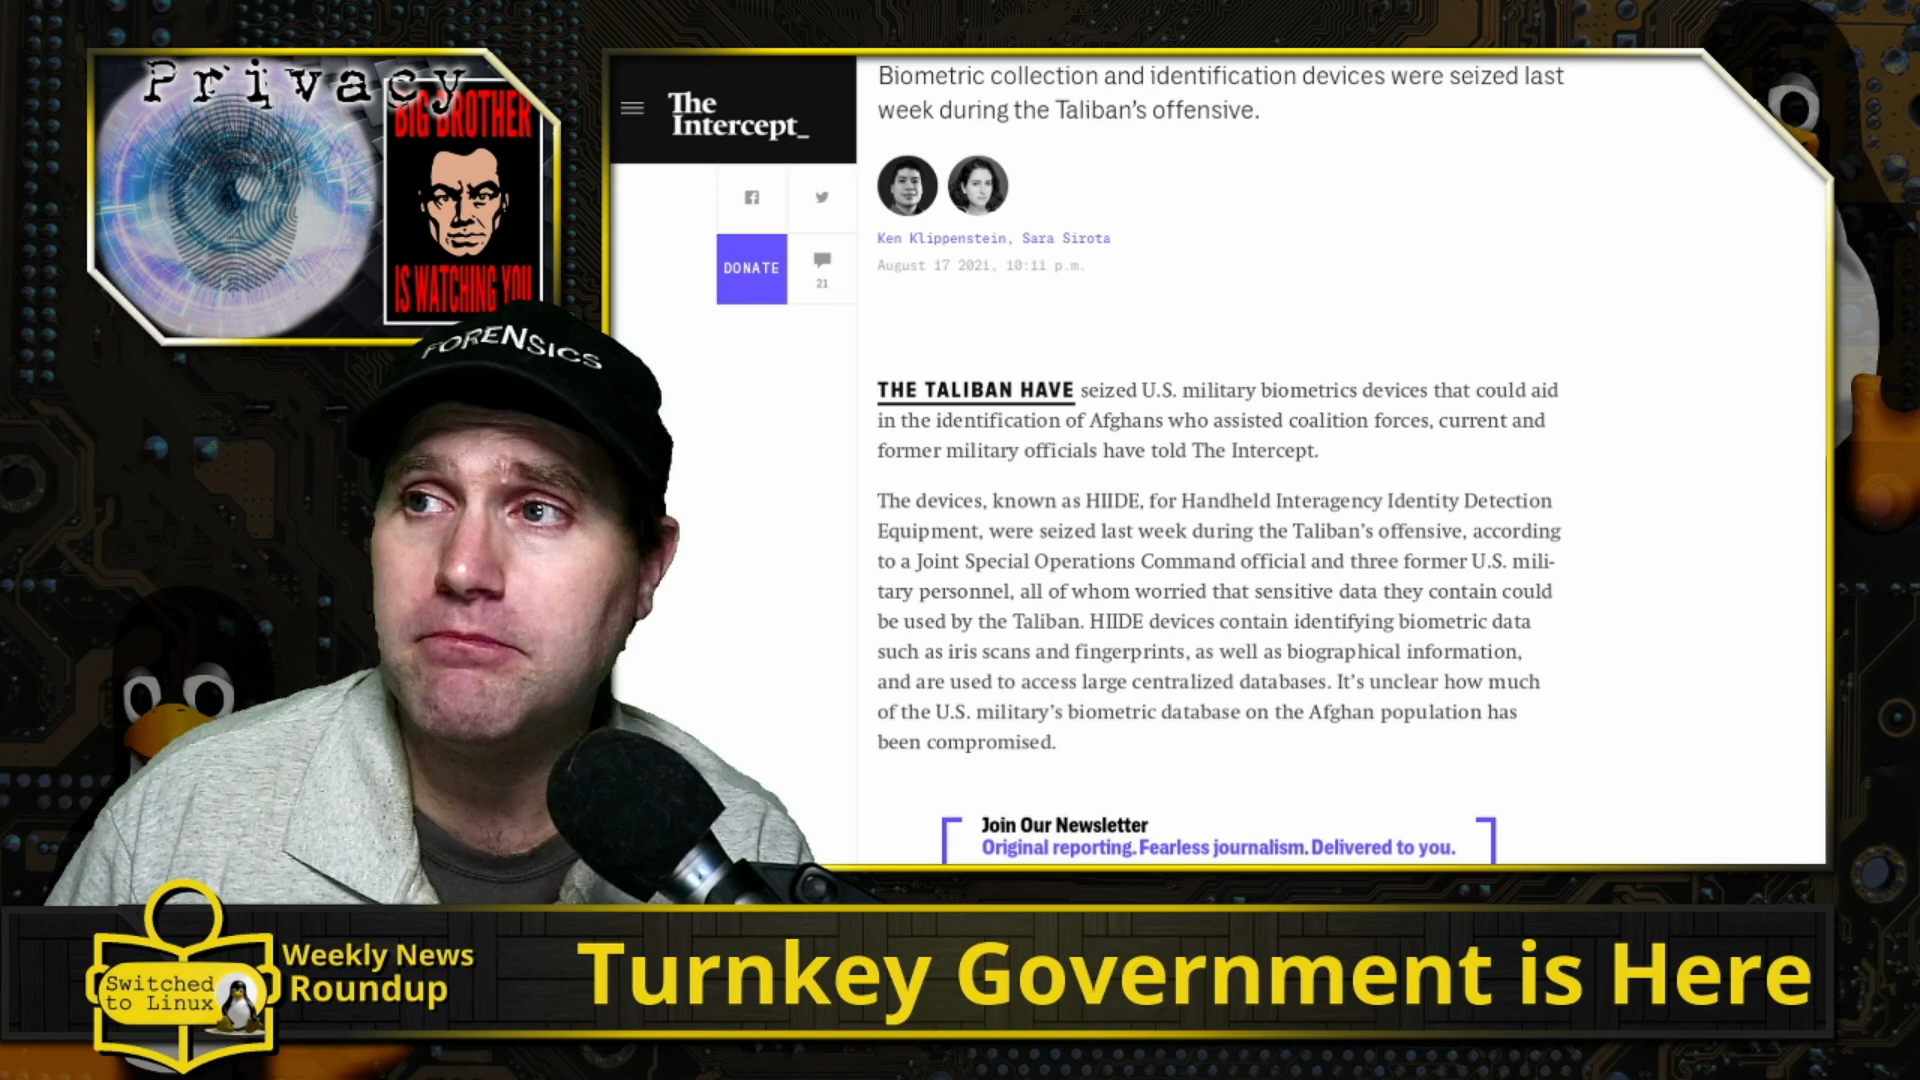 Privacy
BIG BROTHER
IS WATCHING YOU
FORENSICS
The
Intercept_
DONATE
21
Biometric collection and identification devices were seized last
week during the Taliban’s offensive.
Ken Klippenstein, Sara Sirota
August 17 2021, 10:11 p.m.
THE TALIBAN HAVE seized U.S. military biometrics devices that could aid
in the identification of Afghans who assisted coalition forces, current and
former military officials have told The Intercept.
The devices, known as HIIDE, for Handheld Interagency Identity Detection
Equipment, were seized last week during the Taliban’s offensive, according
to a Joint Special Operations Command official and three former U.S. mili-
tary personnel, all of whom worried that sensitive data they contain could
be used by the Taliban. HIIDE devices contain identifying biometric data
such as iris scans and fingerprints, as well as biographical information,
and are used to access large centralized databases. It’s unclear how much
of the U.S. military’s biometric database on the Afghan population has
been compromised.
Join Our Newsletter
Original reporting. Fearless journalism. Delivered to you.
Switched
to Linux
Weekly News
Roundup
Turnkey Government is Here